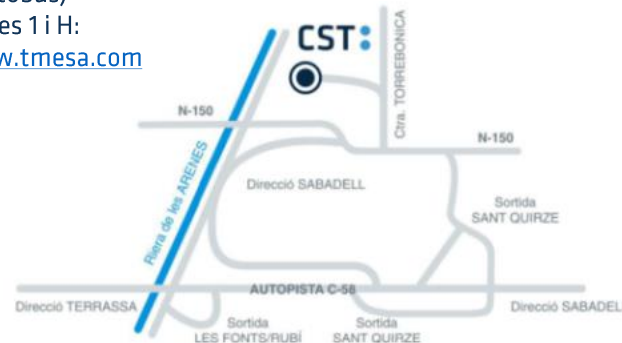 es 1 i H:
w.tmesa.com
CST:
N-150
Ctra. TORREBONICA
N-150
Riera de les ARENES
Direcció SABADELL
Sortida
SANT QUIRZE
AUTOPISTA C-58
Direcció TERRASSA
Direcció SABADEL
Sortida
LES FONTS/RUBÍ
Sortida
SANT QUIRZE